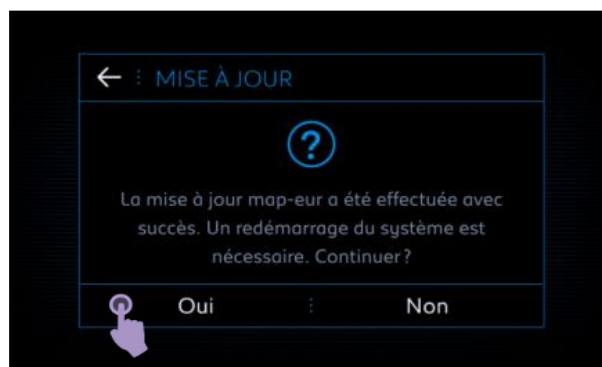 MISE À JOUR
La mise à jour map-eur a été effectuée avec
succès. Un redémarrage du système est
nécessaire. Continuer ?
Oui
Non